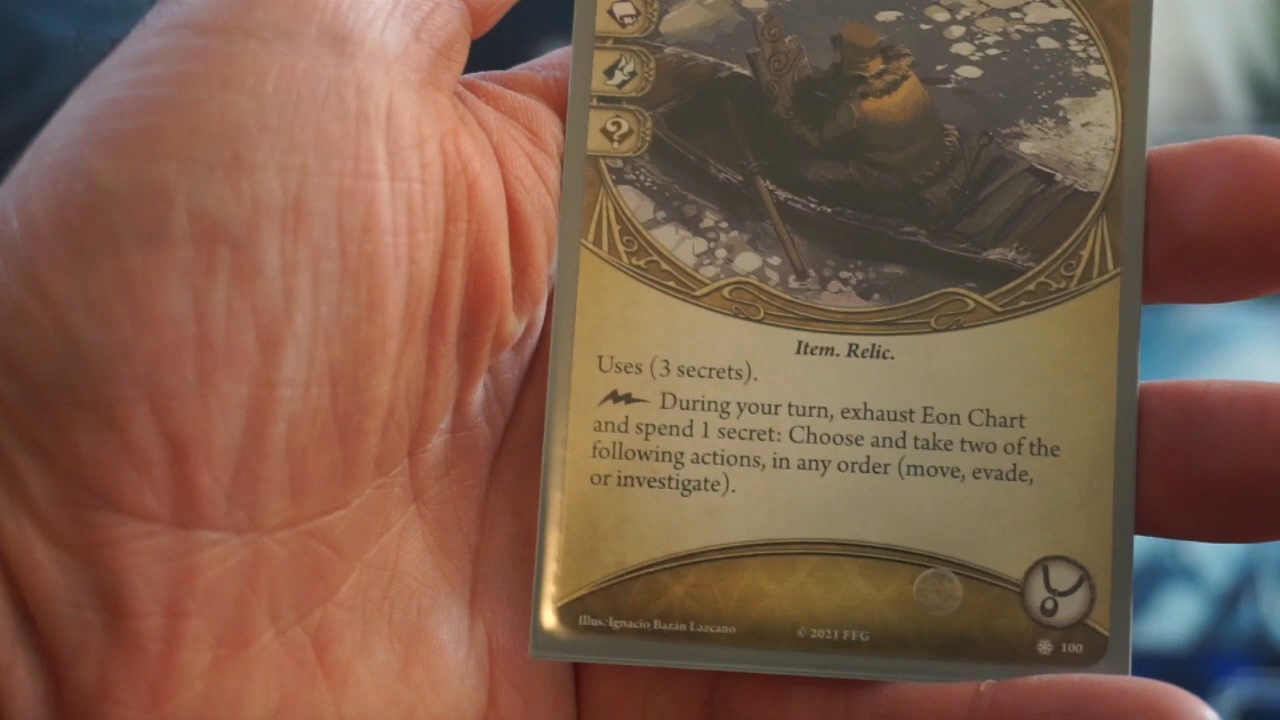 Item. Relic.
Uses (3 secrets).
During your turn, exhaust Eon Chart
and spend 1 secret: Choose and take two of the
following actions, in any order (move, evade,
or investigate).
Illus. Ignacio Bazán Lazcano
© 2021 FFG
100